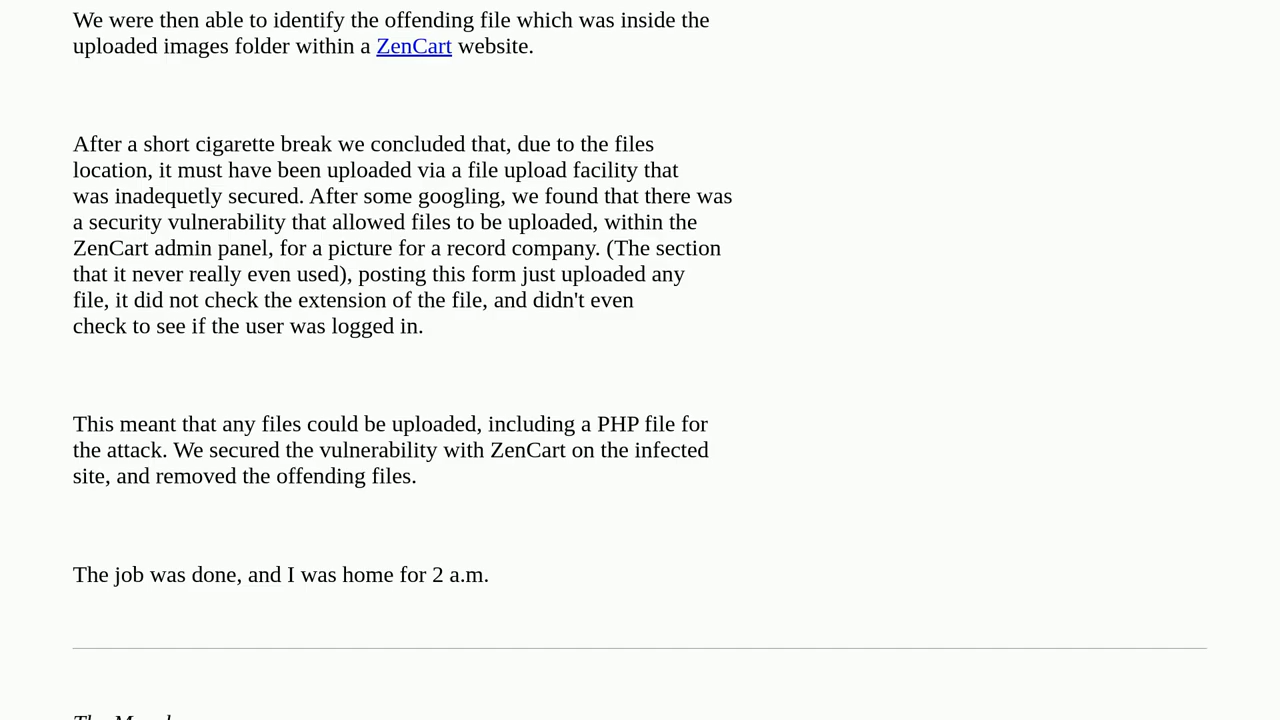 We were then able to identify the offending file which was inside the
uploaded images folder within a ZenCart website.
After a short cigarette break we concluded that, due to the files
location, it must have been uploaded via a file upload facility that
was inadequetly secured. After some googling, we found that there was
a security vulnerability that allowed files to be uploaded, within the
ZenCart admin panel, for a picture for a record company. (The section
that it never really even used), posting this form just uploaded any
file, it did not check the extension of the file, and didn't even
check to see if the user was logged in.
This meant that any files could be uploaded, including a PHP file for
the attack. We secured the vulnerability with ZenCart on the infected
site, and removed the offending files.
The job was done, and I was home for 2 a.m.